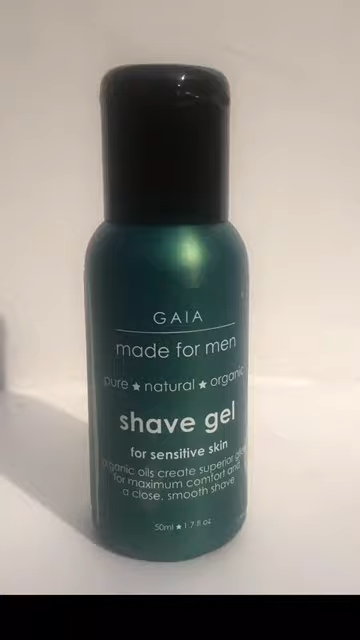 GAIA
made for men
pure ★ natural ★ organic
shave gel
for sensitive skin
organic oils create superior
for maximum comfort and
a close, smooth shave
50ml ★ 1.7 fl oz